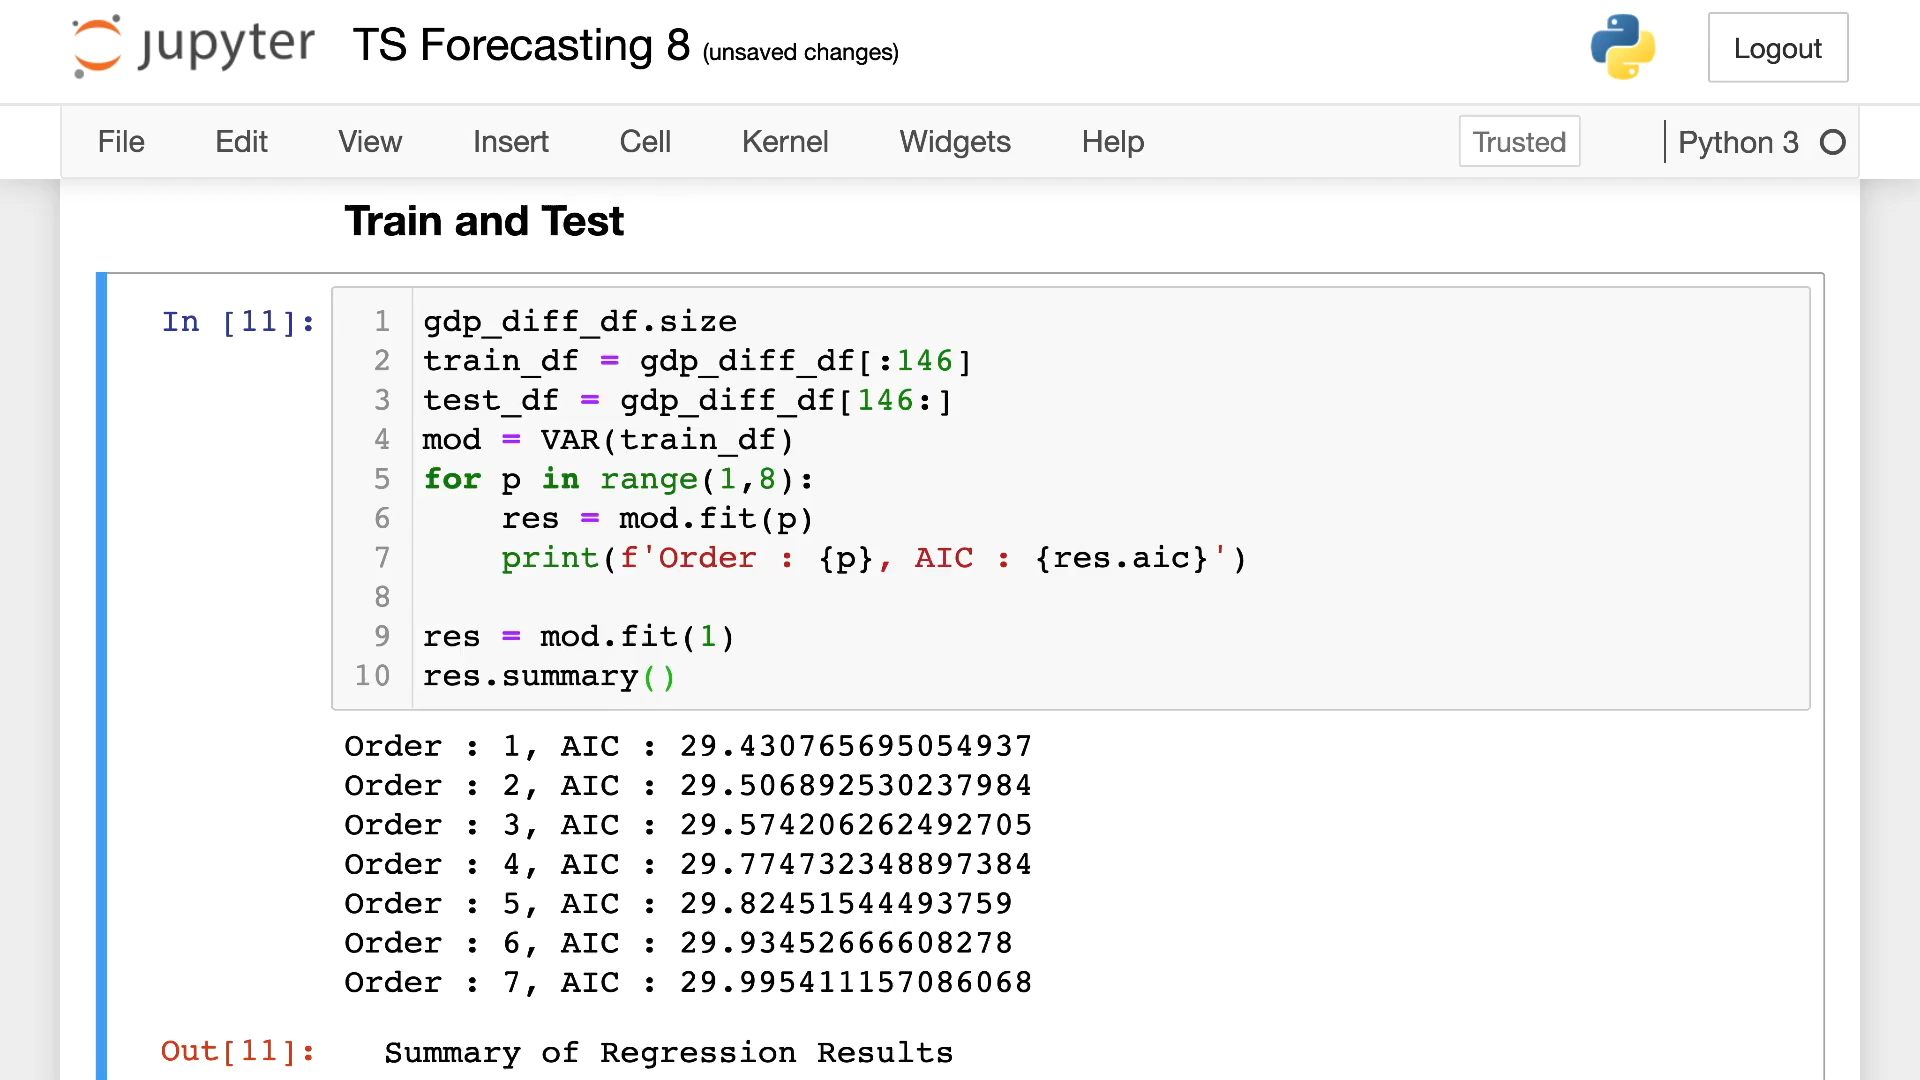 jupyter TS Forecasting 8 (unsaved changes) Logout
File Edit View Insert Cell Kernel Widgets Help Trusted Python 3
Train and Test
In [11]:
1 gdp_diff_df.size
2 train_df = gdp_diff_df[:146]
3 test_df = gdp_diff_df[146:]
4 mod = VAR(train_df)
5 for p in range(1,8):
6     res = mod.fit(p)
7     print(f'Order : {p}, AIC : {res.aic}')
8
9 res = mod.fit(1)
10 res.summary()
Order : 1, AIC : 29.430765695054937
Order : 2, AIC : 29.506892530237984
Order : 3, AIC : 29.574206262492705
Order : 4, AIC : 29.774732348897384
Order : 5, AIC : 29.82451544493759
Order : 6, AIC : 29.93452666608278
Order : 7, AIC : 29.995411157086068
Out[11]: Summary of Regression Results